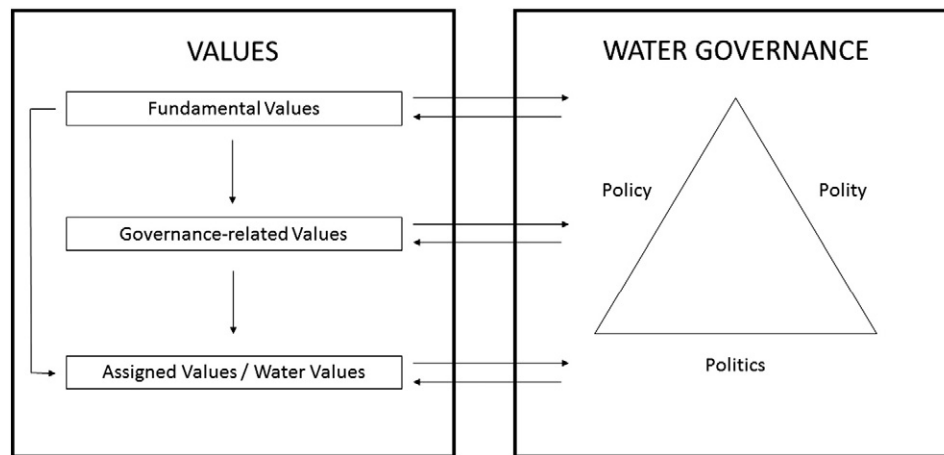 VALUES
Fundamental Values
Governance-related Values
Assigned Values / Water Values
WATER GOVERNANCE
Policy
Polity
Politics